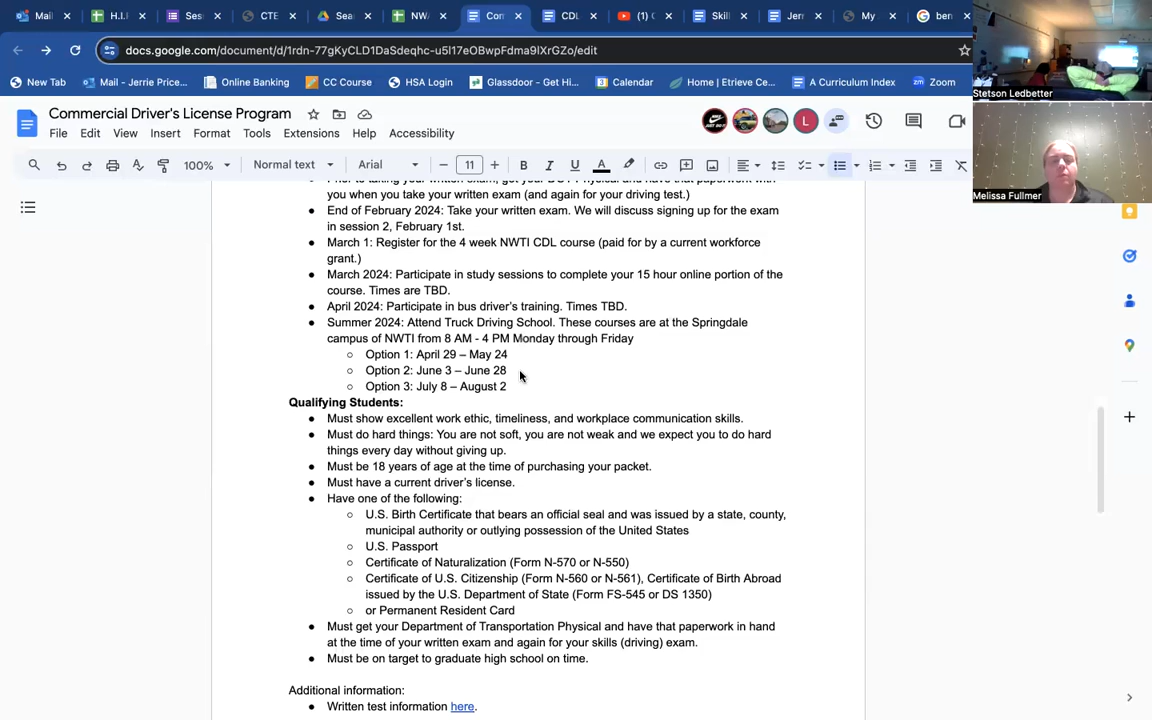 Mail
H.I.I
Ses
CTE
Sea
NW
Con
CDL
(1) C
Skil
Jerr
My
ben
docs.google.com/document/d/1rdn-77gKyCLD1DaSdeqhc-u5l17eOBwpFdma9lXrGZo/edit
New Tab
Mail - Jerrie Price...
Online Banking
CC Course
HSA Login
Glassdoor - Get Hi...
Calendar
Home | Etrieve Ce...
A Curriculum Index
Zoom
Stetson Ledbetter
Melissa Fullmer
Commercial Driver's License Program
File Edit View Insert Format Tools Extensions Help Accessibility
100% Normal text Arial 11
you when you take your written exam (and again for your driving test.)
End of February 2024: Take your written exam. We will discuss signing up for the exam
in session 2, February 1st.
March 1: Register for the 4 week NWTI CDL course (paid for by a current workforce
grant.)
March 2024: Participate in study sessions to complete your 15 hour online portion of the
course. Times are TBD.
April 2024: Participate in bus driver's training. Times TBD.
Summer 2024: Attend Truck Driving School. These courses are at the Springdale
campus of NWTI from 8 AM - 4 PM Monday through Friday
Option 1: April 29 – May 24
Option 2: June 3 – June 28
Option 3: July 8 – August 2
Qualifying Students:
Must show excellent work ethic, timeliness, and workplace communication skills.
Must do hard things: You are not soft, you are not weak and we expect you to do hard
things every day without giving up.
Must be 18 years of age at the time of purchasing your packet.
Must have a current driver's license.
Have one of the following:
U.S. Birth Certificate that bears an official seal and was issued by a state, county,
municipal authority or outlying possession of the United States
U.S. Passport
Certificate of Naturalization (Form N-570 or N-550)
Certificate of U.S. Citizenship (Form N-560 or N-561), Certificate of Birth Abroad
issued by the U.S. Department of State (Form FS-545 or DS 1350)
or Permanent Resident Card
Must get your Department of Transportation Physical and have that paperwork in hand
at the time of your written exam and again for your skills (driving) exam.
Must be on target to graduate high school on time.
Additional information:
Written test information here.